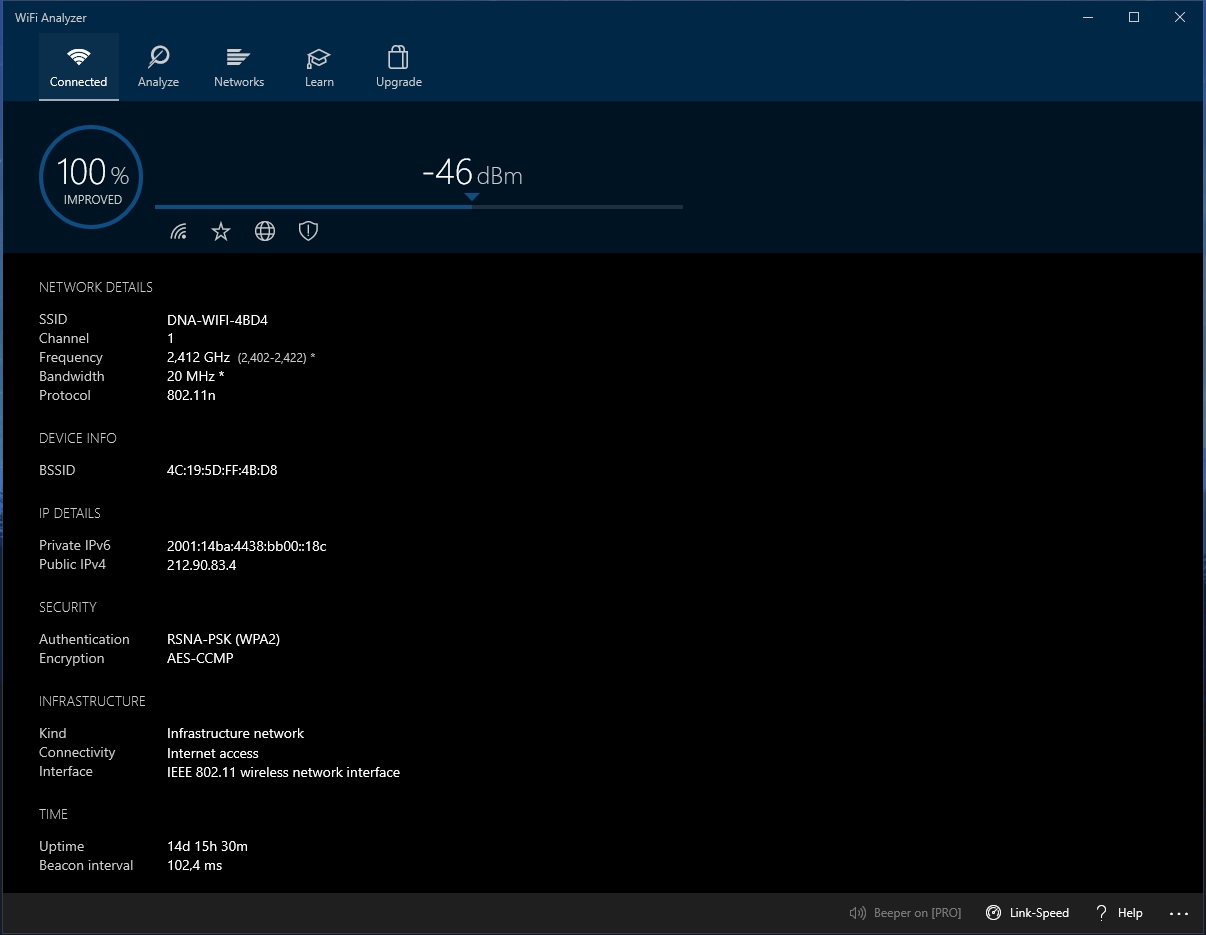 WiFi Analyzer
Connected Analyze Networks Learn Upgrade
100 %
IMPROVED
-46 dBm
NETWORK DETAILS
SSID DNA-WIFI-4BD4
Channel 1
Frequency 2,412 GHz (2,402-2,422) *
Bandwidth 20 MHz *
Protocol 802.11n
DEVICE INFO
BSSID 4C:19:5D:FF:4B:D8
IP DETAILS
Private IPv6 2001:14ba:4438:bb00::18c
Public IPv4 212.90.83.4
SECURITY
Authentication RSNA-PSK (WPA2)
Encryption AES-CCMP
INFRASTRUCTURE
Kind Infrastructure network
Connectivity Internet access
Interface IEEE 802.11 wireless network interface
TIME
Uptime 14d 15h 30m
Beacon interval 102,4 ms
Beeper on [PRO] Link-Speed ? Help ...